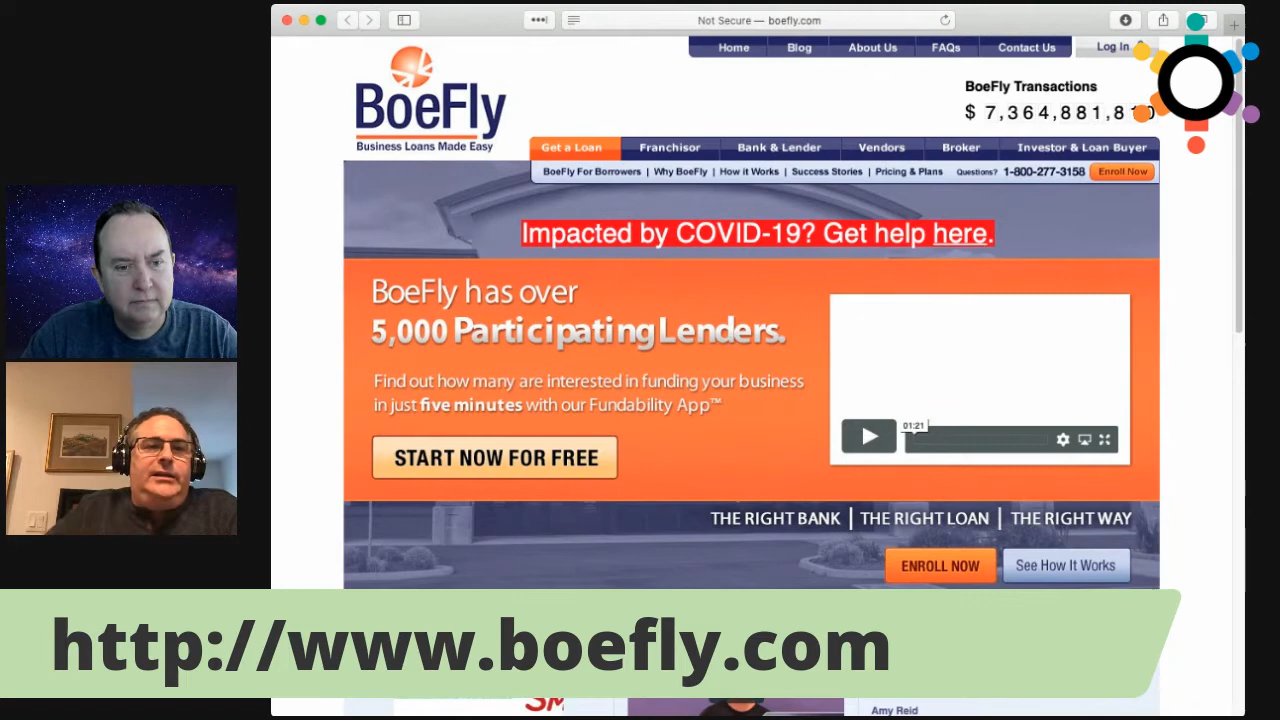 Not Secure — boefly.com
Home Blog About Us FAQs Contact Us Log In
BoeFly
Business Loans Made Easy
BoeFly Transactions
$ 7,364,881,810
Get a Loan Franchisor Bank & Lender Vendors Broker Investor & Loan Buyer
BoeFly For Borrowers | Why BoeFly | How it Works | Success Stories | Pricing & Plans Questions? 1-800-277-3158 Enroll Now
Impacted by COVID-19? Get help here.
BoeFly has over
5,000 Participating Lenders.
Find out how many are interested in funding your business
in just five minutes with our Fundability App™
START NOW FOR FREE
01:21
THE RIGHT BANK | THE RIGHT LOAN | THE RIGHT WAY
ENROLL NOW See How It Works
http://www.boefly.com
Amy Reid